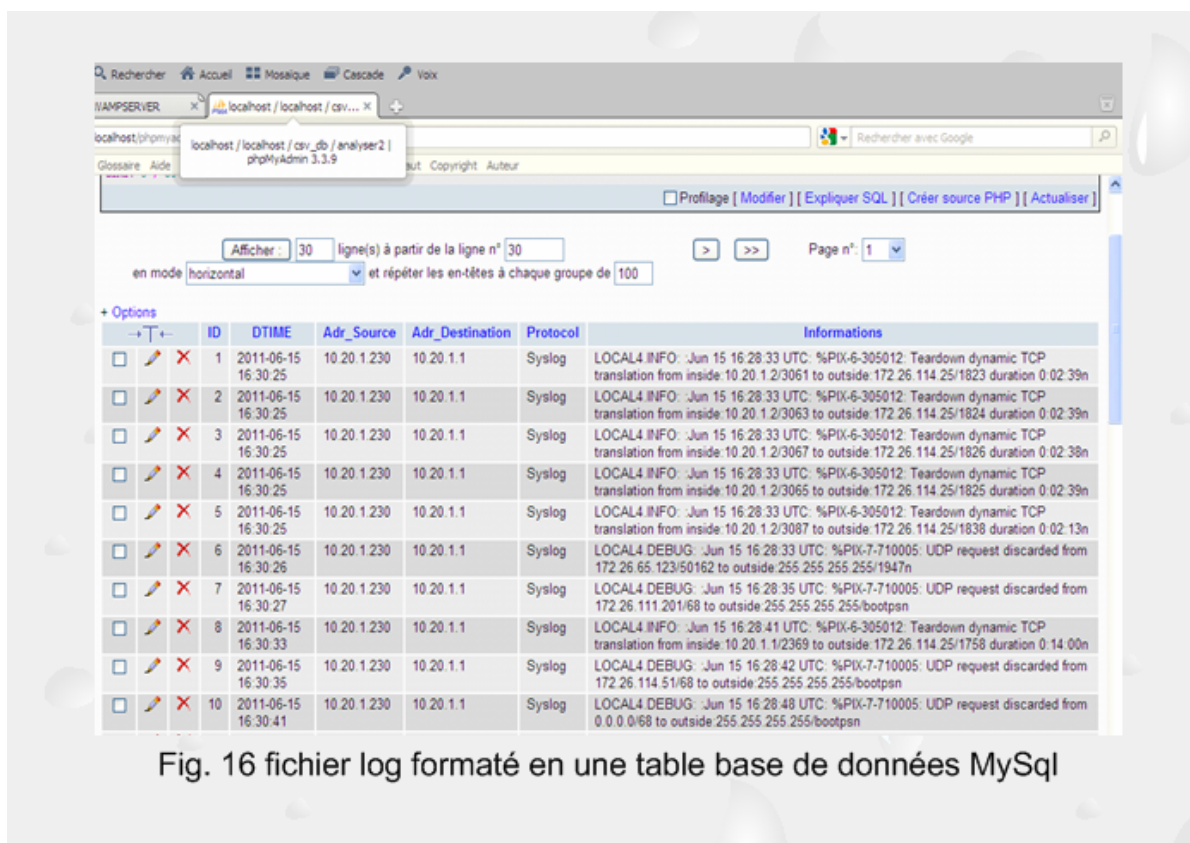 Rechercher Accueil Mosaïque Cascade Voix
WAMPSERVER localhost / localhost / csv...
localhost/phpmyad Rechercher avec Google
localhost / localhost / csv_db / analyser2 |
phpMyAdmin 3.3.9
Glossaire Aide aut Copyright Auteur
Profilage [ Modifier ] [ Expliquer SQL ] [ Créer source PHP ] [ Actualiser ]
Afficher : 30 ligne(s) à partir de la ligne n° 30 > >> Page n°: 1
en mode horizontal et répéter les en-têtes à chaque groupe de 100
+ Options
ID DTIME Adr_Source Adr_Destination Protocol Informations
1 2011-06-15 10.20.1.230 10.20.1.1 Syslog LOCAL4.INFO: :Jun 15 16:28:33 UTC: %PIX-6-305012: Teardown dynamic TCP
16:30:25 translation from inside:10.20.1.2/3061 to outside:172.26.114.25/1823 duration 0:02:39n
2 2011-06-15 10.20.1.230 10.20.1.1 Syslog LOCAL4.INFO: :Jun 15 16:28:33 UTC: %PIX-6-305012: Teardown dynamic TCP
16:30:25 translation from inside:10.20.1.2/3063 to outside:172.26.114.25/1824 duration 0:02:39n
3 2011-06-15 10.20.1.230 10.20.1.1 Syslog LOCAL4.INFO: :Jun 15 16:28:33 UTC: %PIX-6-305012: Teardown dynamic TCP
16:30:25 translation from inside:10.20.1.2/3067 to outside:172.26.114.25/1826 duration 0:02:38n
4 2011-06-15 10.20.1.230 10.20.1.1 Syslog LOCAL4.INFO: :Jun 15 16:28:33 UTC: %PIX-6-305012: Teardown dynamic TCP
16:30:25 translation from inside:10.20.1.2/3065 to outside:172.26.114.25/1825 duration 0:02:39n
5 2011-06-15 10.20.1.230 10.20.1.1 Syslog LOCAL4.INFO: :Jun 15 16:28:33 UTC: %PIX-6-305012: Teardown dynamic TCP
16:30:25 translation from inside:10.20.1.2/3087 to outside:172.26.114.25/1838 duration 0:02:13n
6 2011-06-15 10.20.1.230 10.20.1.1 Syslog LOCAL4.DEBUG: :Jun 15 16:28:33 UTC: %PIX-7-710005: UDP request discarded from
16:30:26 172.26.65.123/50162 to outside:255.255.255.255/1947n
7 2011-06-15 10.20.1.230 10.20.1.1 Syslog LOCAL4.DEBUG: :Jun 15 16:28:35 UTC: %PIX-7-710005: UDP request discarded from
16:30:27 172.26.111.201/68 to outside:255.255.255.255/bootpsn
8 2011-06-15 10.20.1.230 10.20.1.1 Syslog LOCAL4.INFO: :Jun 15 16:28:41 UTC: %PIX-6-305012: Teardown dynamic TCP
16:30:33 translation from inside:10.20.1.1/2369 to outside:172.26.114.25/1758 duration 0:14:00n
9 2011-06-15 10.20.1.230 10.20.1.1 Syslog LOCAL4.DEBUG: :Jun 15 16:28:42 UTC: %PIX-7-710005: UDP request discarded from
16:30:35 172.26.114.51/68 to outside:255.255.255.255/bootpsn
10 2011-06-15 10.20.1.230 10.20.1.1 Syslog LOCAL4.DEBUG: :Jun 15 16:28:48 UTC: %PIX-7-710005: UDP request discarded from
16:30:41 0.0.0.0/68 to outside:255.255.255.255/bootpsn
Fig. 16 fichier log formaté en une table base de données MySql